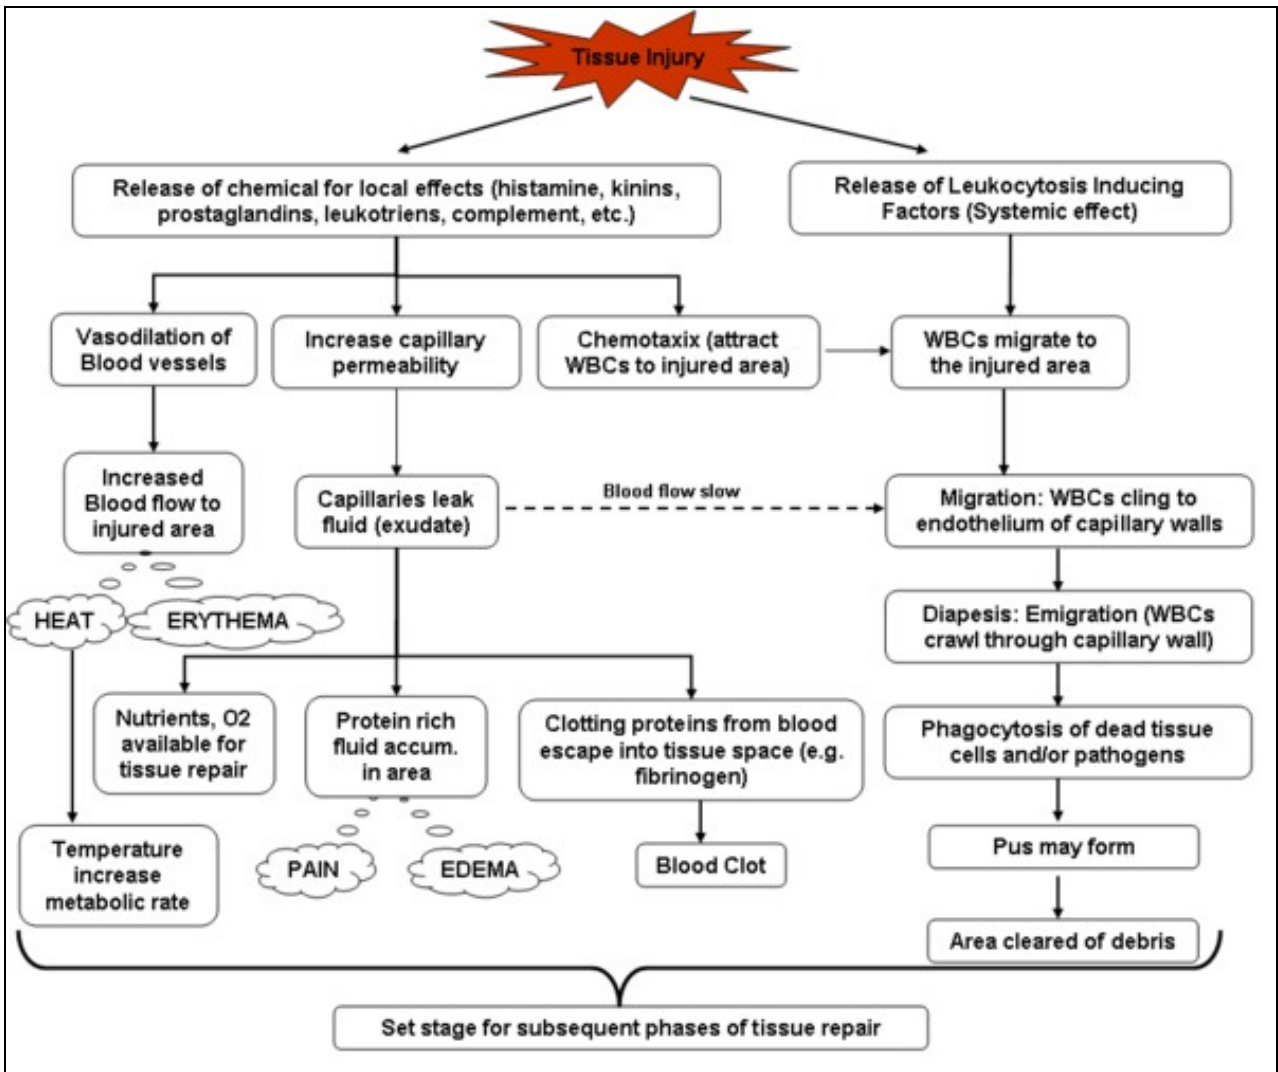 Tissue Injury
Release of chemical for local effects (histamine, kinins,
prostaglandins, leukotriens, complement, etc.)
Release of Leukocytosis Inducing
Factors (Systemic effect)
Vasodilation of
Blood vessels
Increase capillary
permeability
Chemotaxix (attract
WBCs to injured area)
WBCs migrate to
the injured area
Increased
Blood flow to
injured area
Capillaries leak
fluid (exudate)
Blood flow slow
Migration: WBCs cling to
endothelium of capillary walls
HEAT
ERYTHEMA
Diapesis: Emigration (WBCs
crawl through capillary wall)
Nutrients, O2
available for
tissue repair
Protein rich
fluid accum.
in area
Clotting proteins from blood
escape into tissue space (e.g.
fibrinogen)
Phagocytosis of dead tissue
cells and/or pathogens
Temperature
increase
metabolic rate
PAIN
EDEMA
Blood Clot
Pus may form
Area cleared of debris
Set stage for subsequent phases of tissue repair